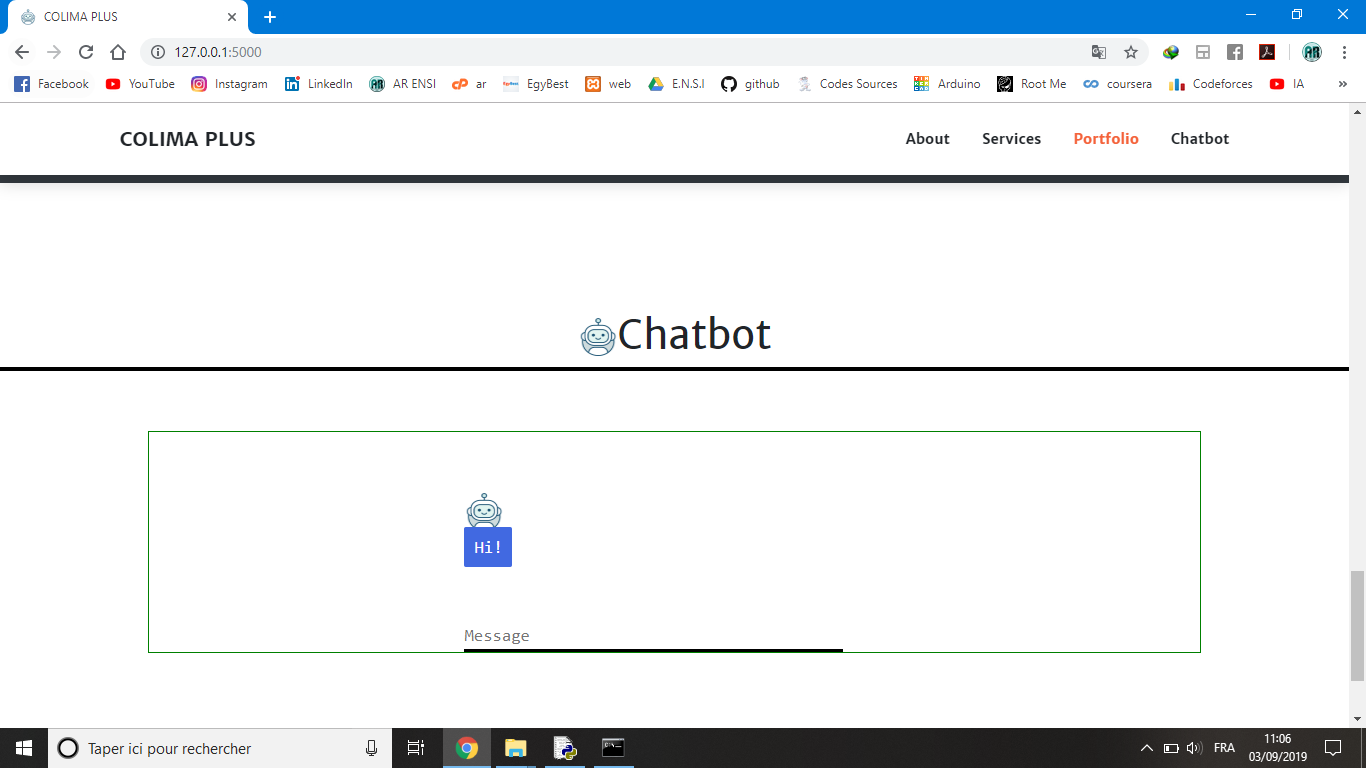 COLIMA PLUS
127.0.0.1:5000
Facebook YouTube Instagram LinkedIn AR ENSI ar EgyBest web E.N.S.I github Codes Sources Arduino Root Me coursera Codeforces IA »
COLIMA PLUS About Services Portfolio Chatbot
Chatbot
Hi!
Message
Taper ici pour rechercher
FRA
11:06
03/09/2019